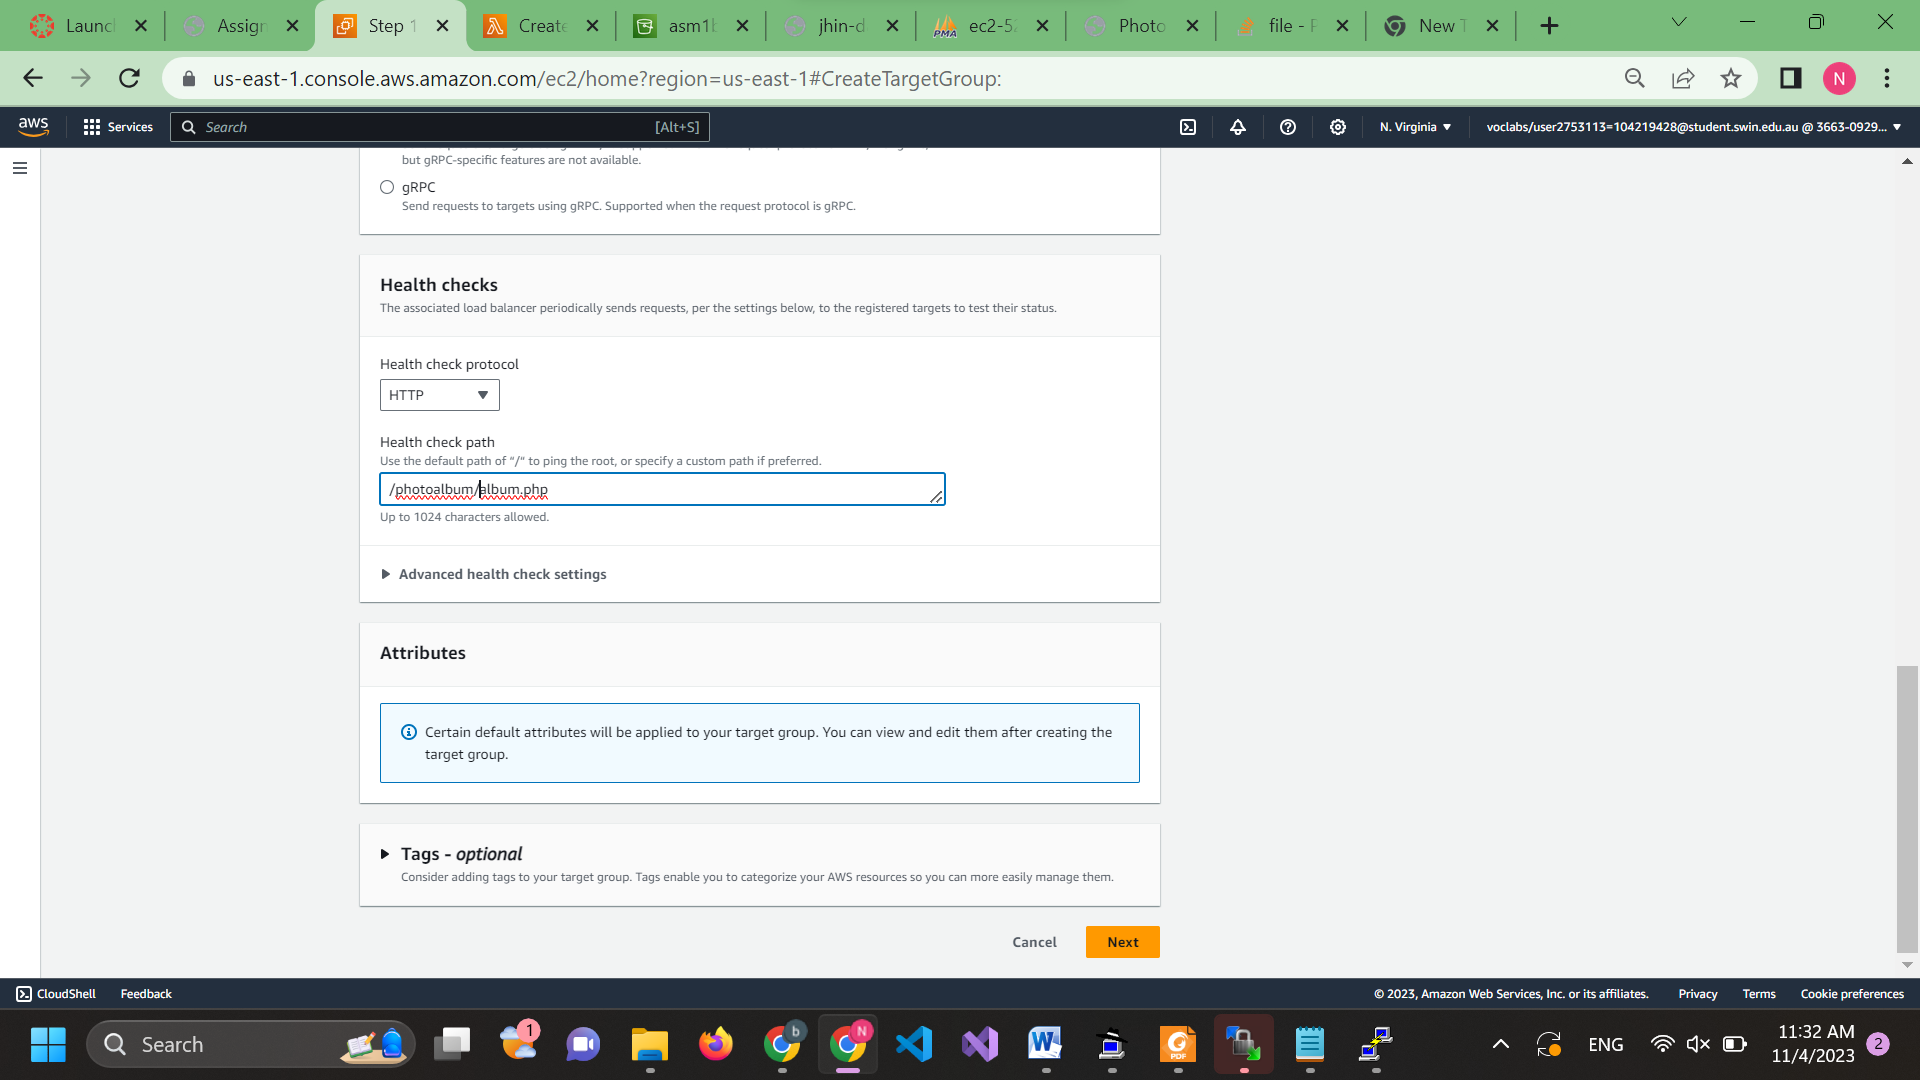 Launc
Assign
Step 1
Create
asm1b
jhin-d
PMA
ec2-52
Photo
file - P
New T
us-east-1.console.aws.amazon.com/ec2/home?region=us-east-1#CreateTargetGroup:
N
aws
Services
Search
[Alt+S]
N. Virginia
voclabs/user2753113=104219428@student.swin.edu.au @ 3663-0929...
but gRPC-specific features are not available.
gRPC
Send requests to targets using gRPC. Supported when the request protocol is gRPC.
Health checks
The associated load balancer periodically sends requests, per the settings below, to the registered targets to test their status.
Health check protocol
HTTP
Health check path
Use the default path of "/" to ping the root, or specify a custom path if preferred.
/photoalbum/album.php
Up to 1024 characters allowed.
Advanced health check settings
Attributes
Certain default attributes will be applied to your target group. You can view and edit them after creating the
target group.
Tags - optional
Consider adding tags to your target group. Tags enable you to categorize your AWS resources so you can more easily manage them.
Cancel
Next
CloudShell
Feedback
© 2023, Amazon Web Services, Inc. or its affiliates.
Privacy
Terms
Cookie preferences
Search
1
b
N
PDF
ENG
11:32 AM
11/4/2023
2